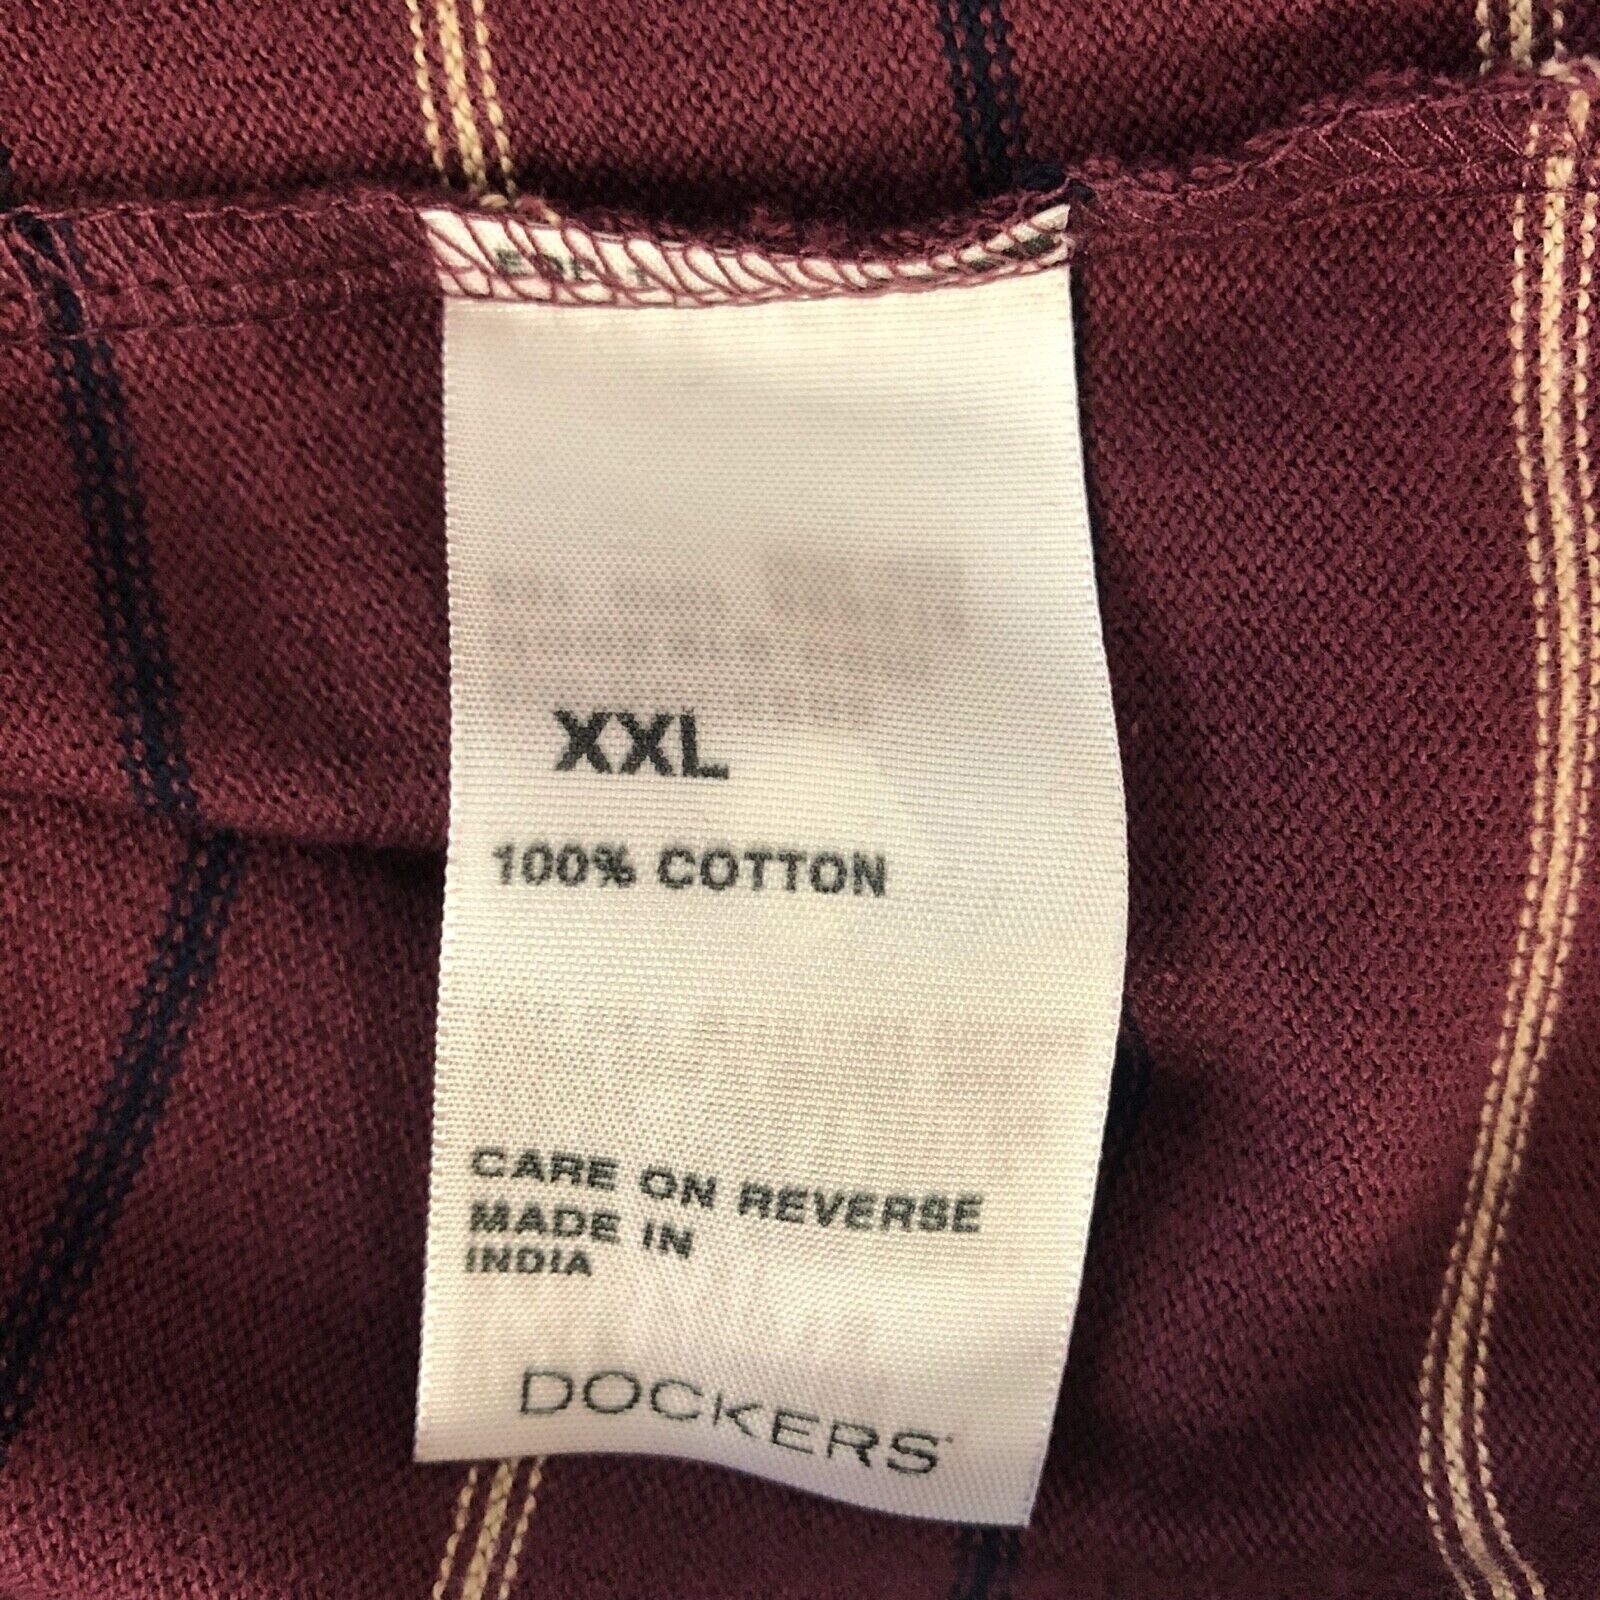 XXL
100% COTTON
CARE ON REVERSE
MADE IN
INDIA
DOCKERS